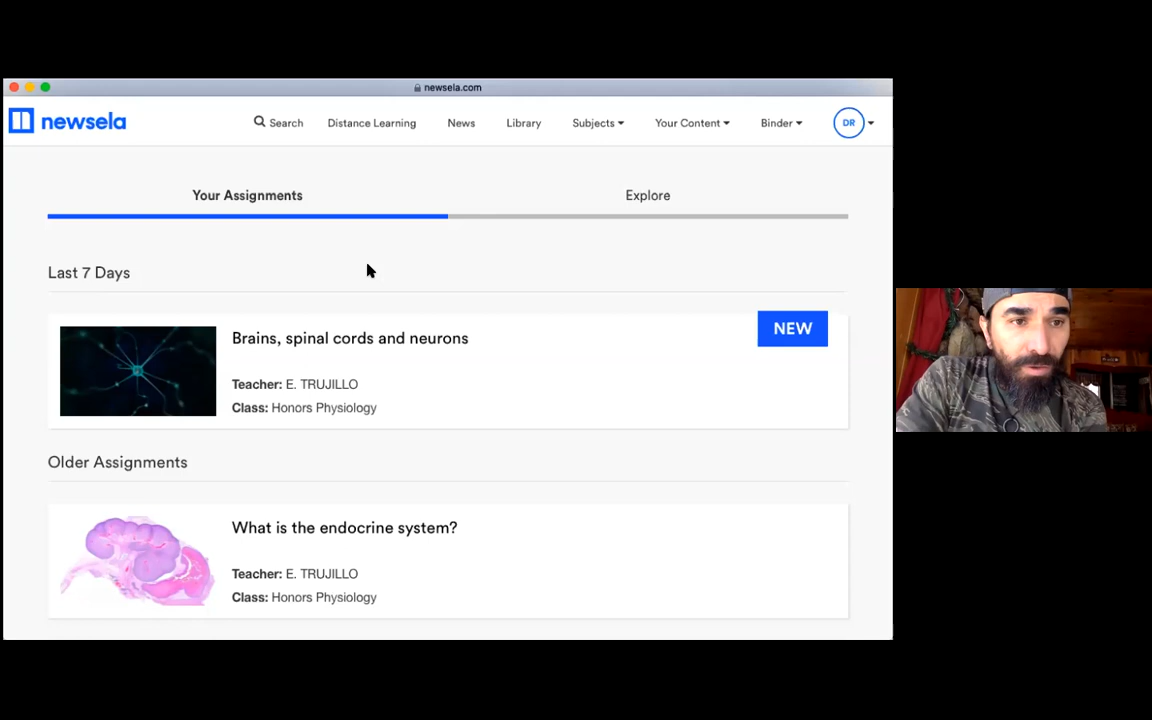 newsela.com
newsela
Search Distance Learning News Library Subjects Your Content Binder DR
Your Assignments Explore
Last 7 Days
Brains, spinal cords and neurons
NEW
Teacher: E. TRUJILLO
Class: Honors Physiology
Older Assignments
What is the endocrine system?
Teacher: E. TRUJILLO
Class: Honors Physiology